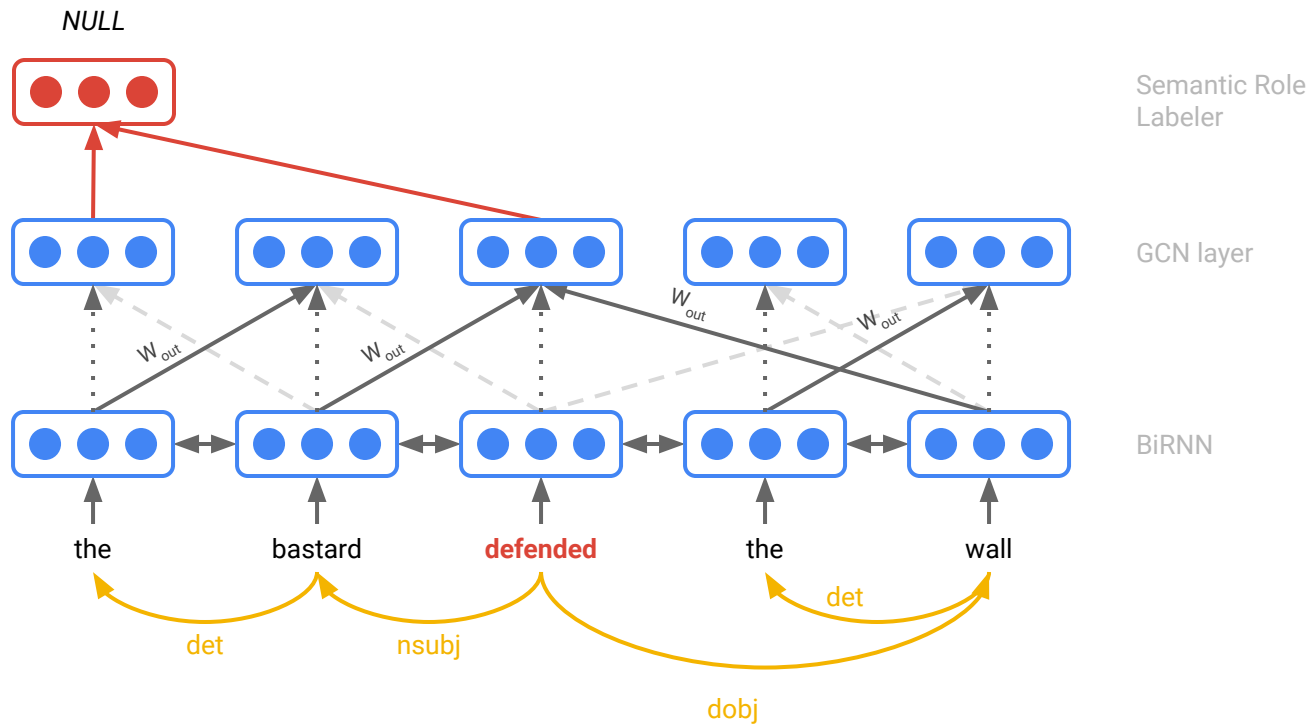 NULL
Semantic Role
Labeler
GCN layer
W out
W out
W out
W out
BiRNN
the
bastard
defended
the
wall
det
nsubj
det
dobj